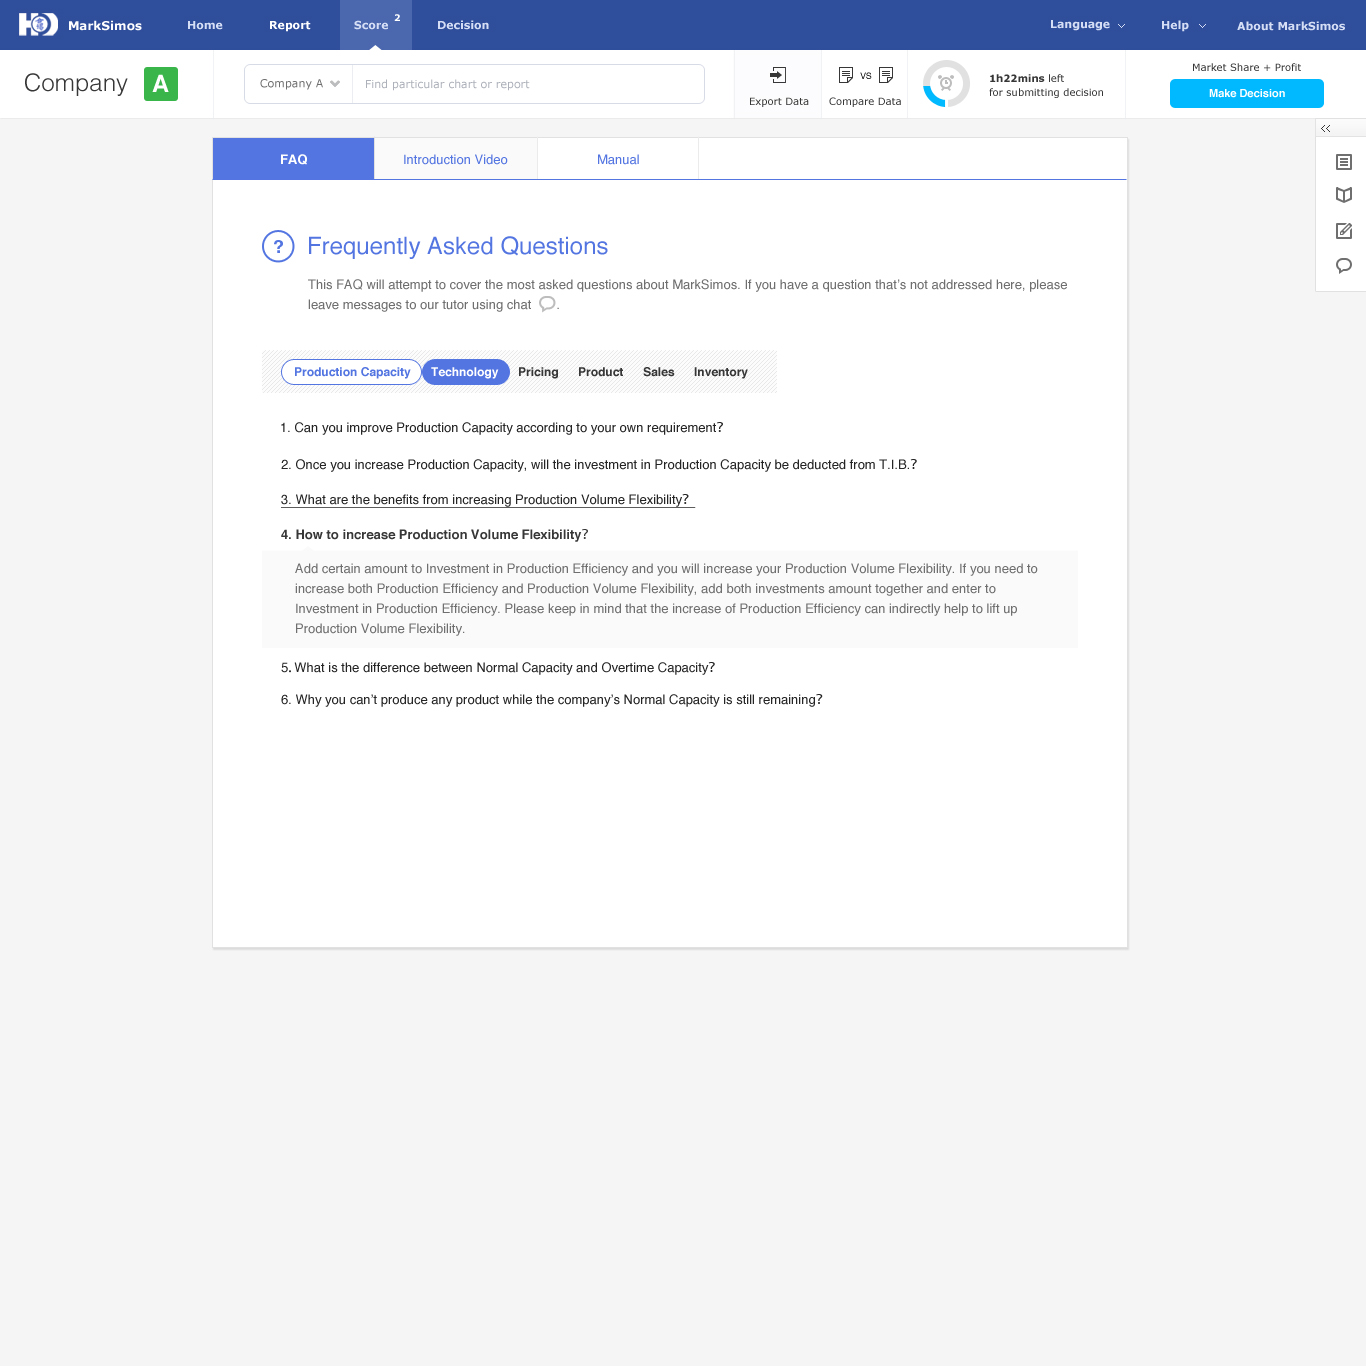 MarkSimos
Home
Report
Score 2
Decision
Language
Help
About MarkSimos
Company A
Company A
Find particular chart or report
Export Data
vs
Compare Data
1h22mins left
for submitting decision
Market Share + Profit
Make Decision
FAQ
Introduction Video
Manual
? Frequently Asked Questions
This FAQ will attempt to cover the most asked questions about MarkSimos. If you have a question that's not addressed here, please
leave messages to our tutor using chat .
Production Capacity
Technology
Pricing
Product
Sales
Inventory
1. Can you improve Production Capacity according to your own requirement?
2. Once you increase Production Capacity, will the investment in Production Capacity be deducted from T.I.B.?
3. What are the benefits from increasing Production Volume Flexibility?
4. How to increase Production Volume Flexibility?
Add certain amount to Investment in Production Efficiency and you will increase your Production Volume Flexibility. If you need to
increase both Production Efficiency and Production Volume Flexibility, add both investments amount together and enter to
Investment in Production Efficiency. Please keep in mind that the increase of Production Efficiency can indirectly help to lift up
Production Volume Flexibility.
5. What is the difference between Normal Capacity and Overtime Capacity?
6. Why you can't produce any product while the company's Normal Capacity is still remaining?